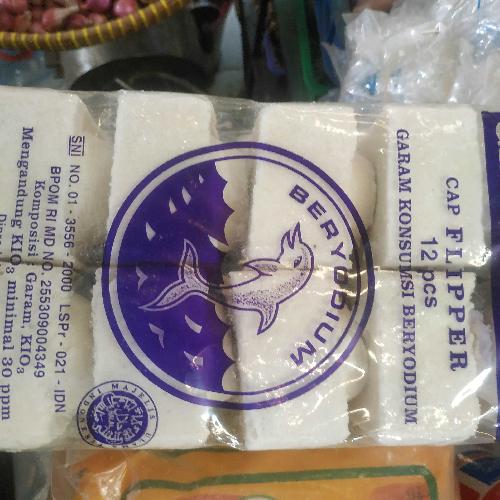 CAP FLIPPER
12 pcs
GARAM KONSUMSI BERYODIUM
BERYODIUM
SNI NO. 01 - 3556 - 2000 LSPr - 021 - IDN
BPOM RI MD NO. 255309004349
Komposisi : Garam, KIO3
Mengandung KIO3 minimal 30 ppm
MAJELIS